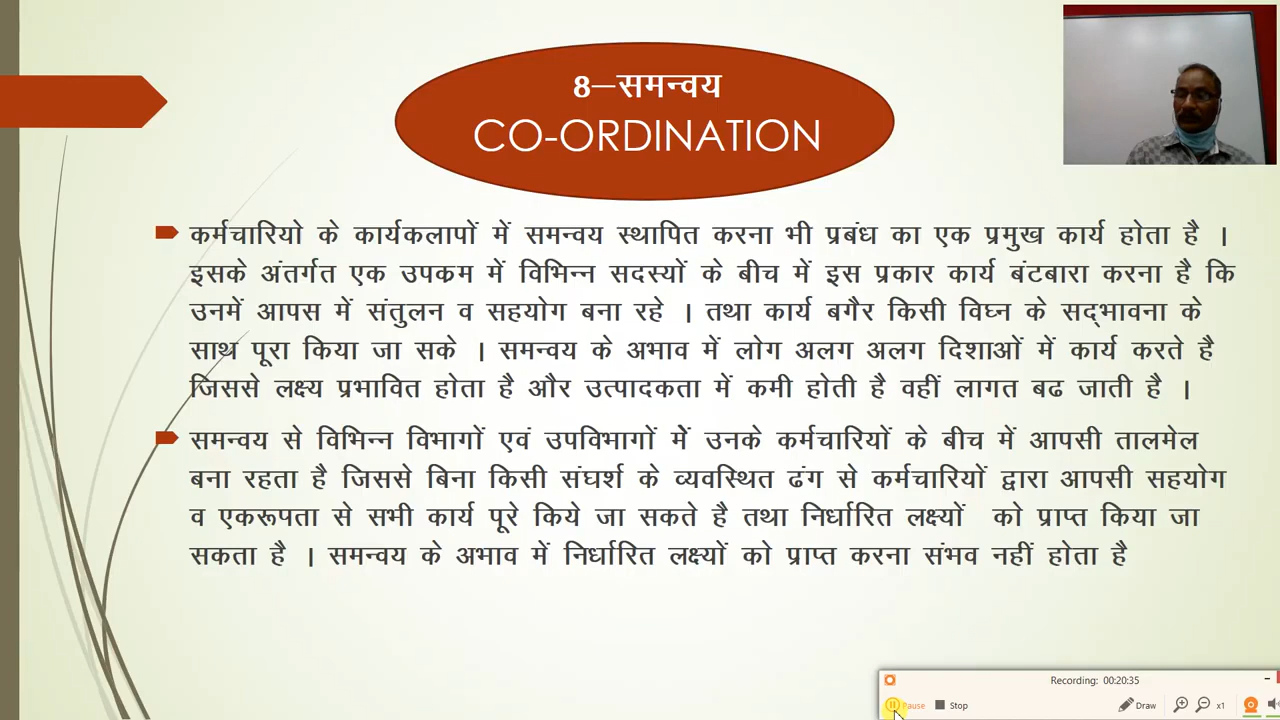 8–समन्वय
CO-ORDINATION
कर्मचारियो के कार्यकलापों में समन्वय स्थापित करना भी प्रबंध का एक प्रमुख कार्य होता है ।
इसके अंतर्गत एक उपक्रम में विभिन्न सदस्यों के बीच में इस प्रकार कार्य बंटबारा करना है कि
उनमें आपस में संतुलन व सहयोग बना रहे । तथा कार्य बगैर किसी विघ्न के सद्भावना के
साथ पूरा किया जा सके । समन्वय के अभाव में लोग अलग अलग दिशाओं में कार्य करते है
जिससे लक्ष्य प्रभावित होता है और उत्पादकता में कमी होती है वहीं लागत बढ जाती है ।
समन्वय से विभिन्न विभागों एवं उपविभागों में उनके कर्मचारियों के बीच में आपसी तालमेल
बना रहता है जिससे बिना किसी संघर्श के व्यवस्थित ढंग से कर्मचारियों द्वारा आपसी सहयोग
व एकरूपता से सभी कार्य पूरे किये जा सकते है तथा निर्धारित लक्ष्यों को प्राप्त किया जा
सकता है । समन्वय के अभाव में निर्धारित लक्ष्यों को प्राप्त करना संभव नहीं होता है
Recording: 00:20:35
Pause Stop Draw x1